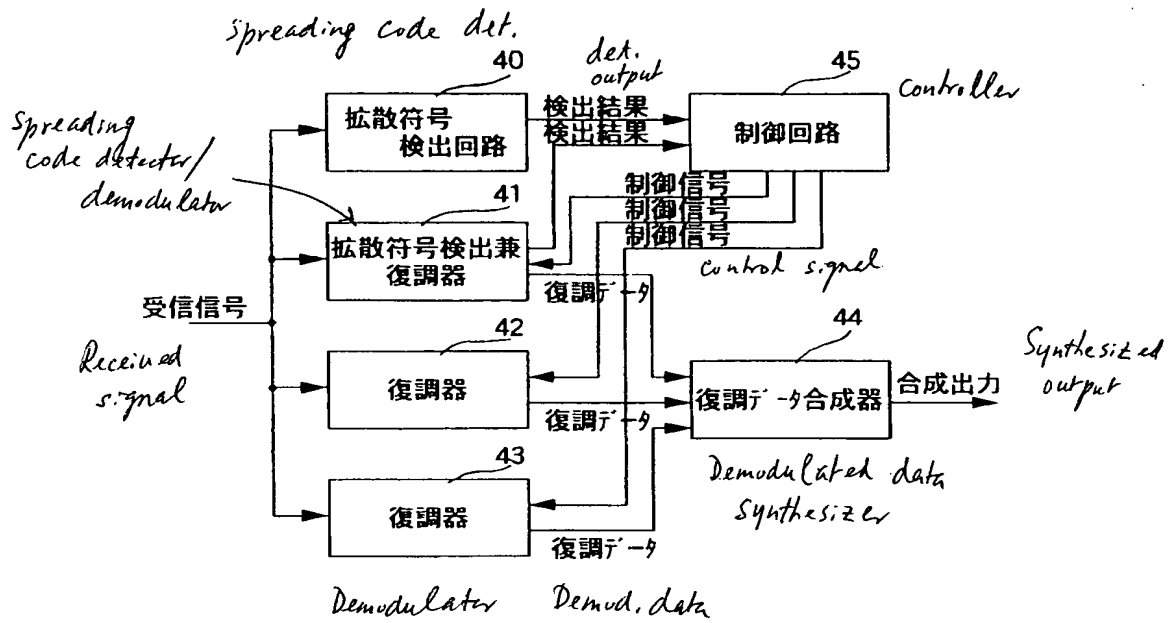 spreading code det.
40
拡散符号
検出回路
det.
output
検出結果
検出結果
45
制御回路
controller
spreading
code detector/
demodulator
41
拡散符号検出兼
復調器
制御信号
制御信号
制御信号
control signal
復調データ
受信信号
Received
signal
42
復調器
復調データ
44
復調データ合成器
合成出力
Synthesized
output
Demodulated data
synthesizer
43
復調器
復調データ
Demodulator
Demod. data